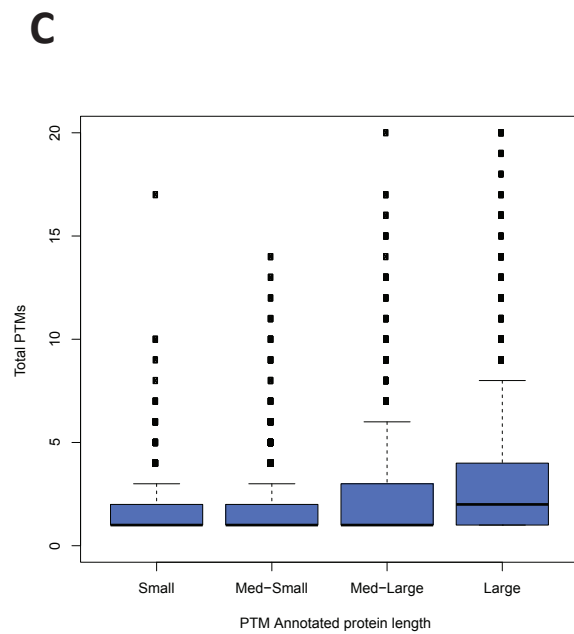 C
20
15
10
5
0
Total PTMs
Small Med−Small Med−Large Large
PTM Annotated protein length